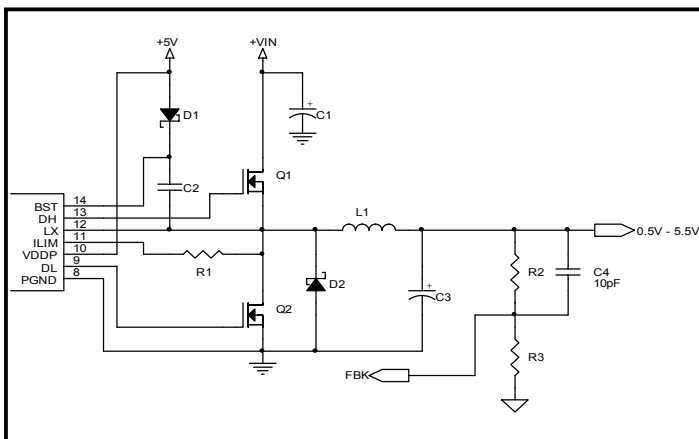 +5V
+VIN
D1
C1
C2
Q1
BST 14
DH 13
LX 12
ILIM 11
VDDP 10
DL 9
PGND 8
R1
L1
0.5V - 5.5V
D2
C3
R2
C4
10pF
Q2
FBK
R3